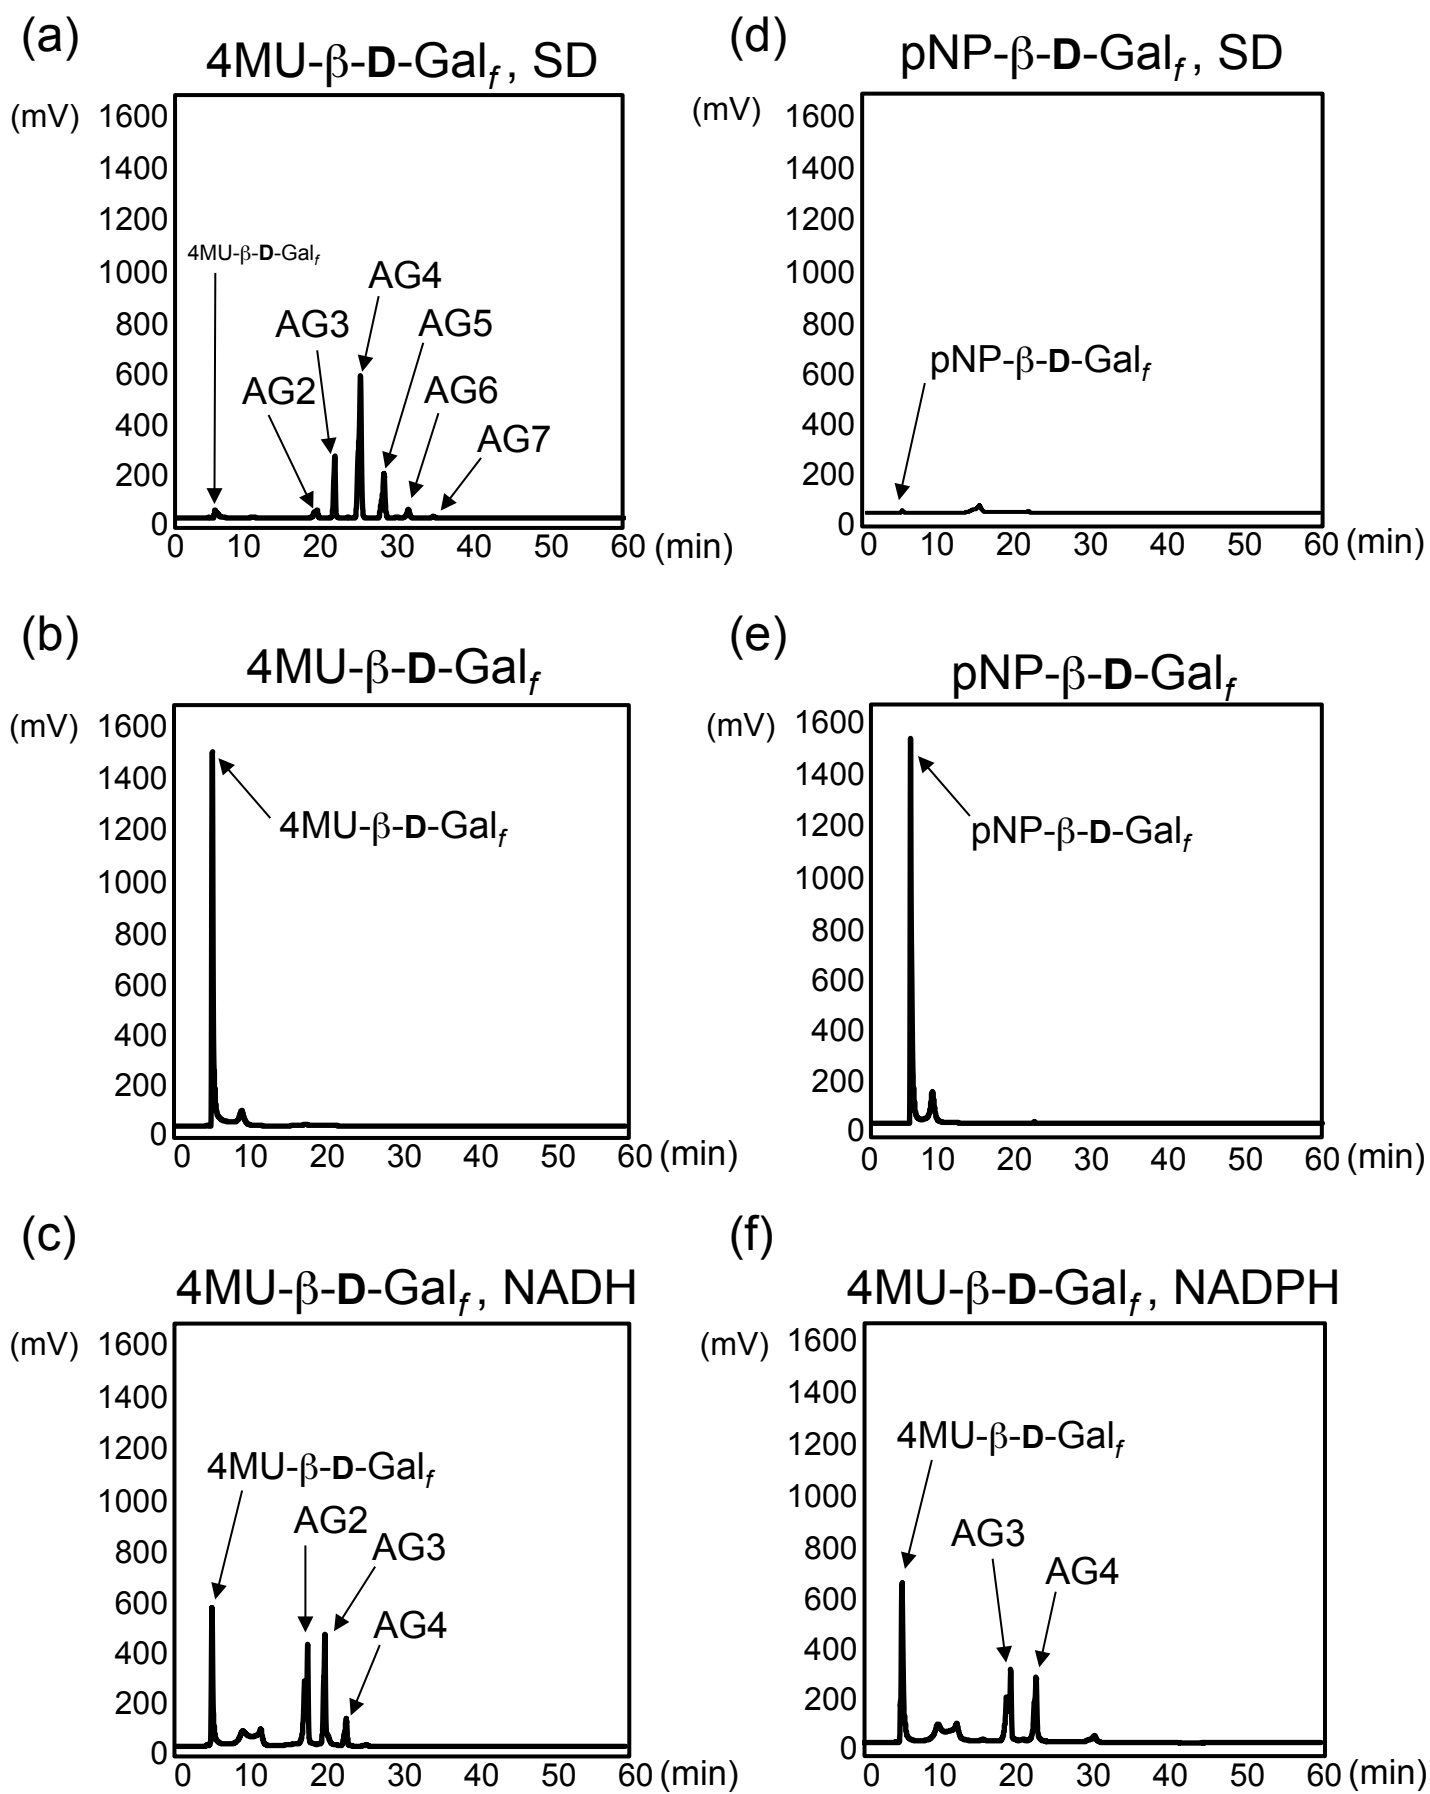 (a)
4MU-β-D-Galf, SD
(mV)
1600
1400
1200
1000
800
600
400
200
0
4MU-β-D-Galf
AG2
AG3
AG4
AG5
AG6
AG7
0 10 20 30 40 50 60 (min)
(d)
pNP-β-D-Galf, SD
(mV)
1600
1400
1200
1000
800
600
400
200
0
pNP-β-D-Galf
0 10 20 30 40 50 60 (min)
(b)
4MU-β-D-Galf
(mV)
1600
1400
1200
1000
800
600
400
200
0
4MU-β-D-Galf
0 10 20 30 40 50 60 (min)
(e)
pNP-β-D-Galf
(mV)
1600
1400
1200
1000
800
600
400
200
0
pNP-β-D-Galf
0 10 20 30 40 50 60 (min)
(c)
4MU-β-D-Galf, NADH
(mV)
1600
1400
1200
1000
800
600
400
200
0
4MU-β-D-Galf
AG2
AG3
AG4
0 10 20 30 40 50 60 (min)
(f)
4MU-β-D-Galf, NADPH
(mV)
1600
1400
1200
1000
800
600
400
200
0
4MU-β-D-Galf
AG3
AG4
0 10 20 30 40 50 60 (min)